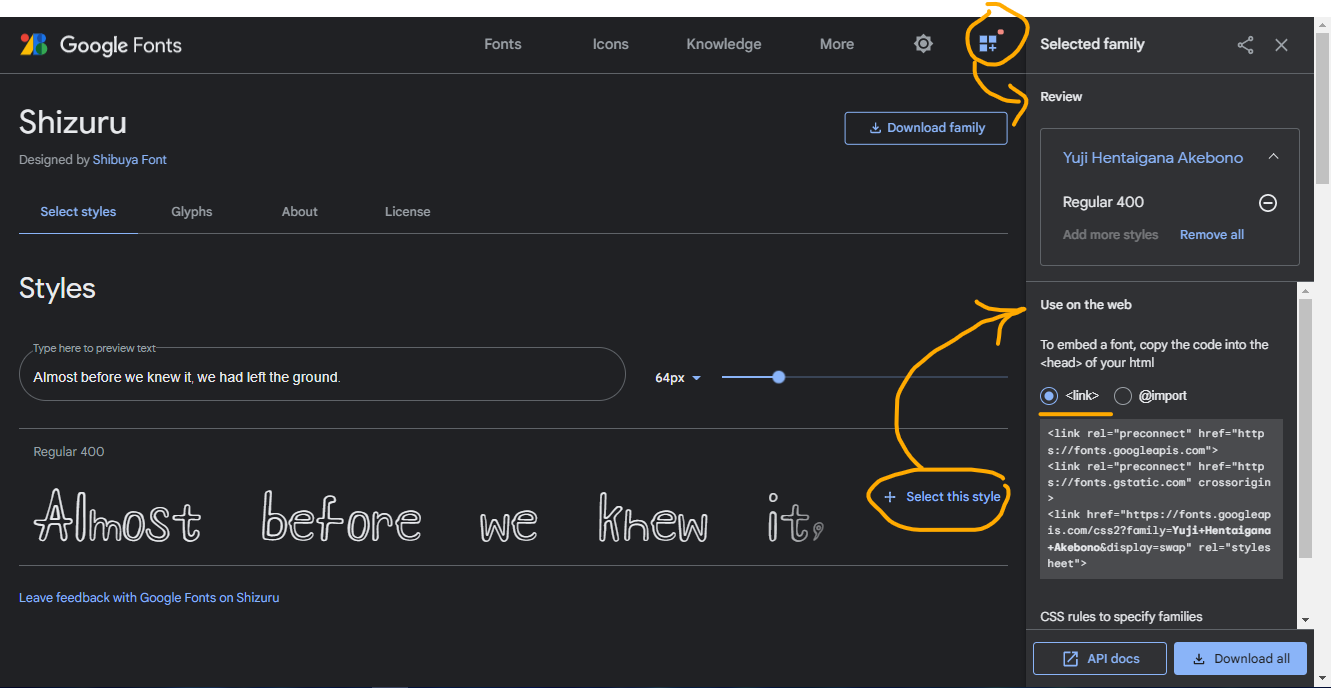 Google Fonts
Fonts
Icons
Knowledge
More
Shizuru
Designed by Shibuya Font
Download family
Select styles
Glyphs
About
License
Styles
Type here to preview text
Almost before we knew it, we had left the ground.
64px
Regular 400
Almost before we knew it,
+ Select this style
Leave feedback with Google Fonts on Shizuru
Selected family
Review
Yuji Hentaigana Akebono
Regular 400
Add more styles
Remove all
Use on the web
To embed a font, copy the code into the
<head> of your html
<link>
@import
<link rel="preconnect" href="http
s://fonts.googleapis.com">
<link rel="preconnect" href="http
s://fonts.gstatic.com" crossorigin
>
<link href="https://fonts.googleap
is.com/css2?family=Yuji+Hentaigana
+Akebono&display=swap" rel="styles
heet">
CSS rules to specify families
API docs
Download all